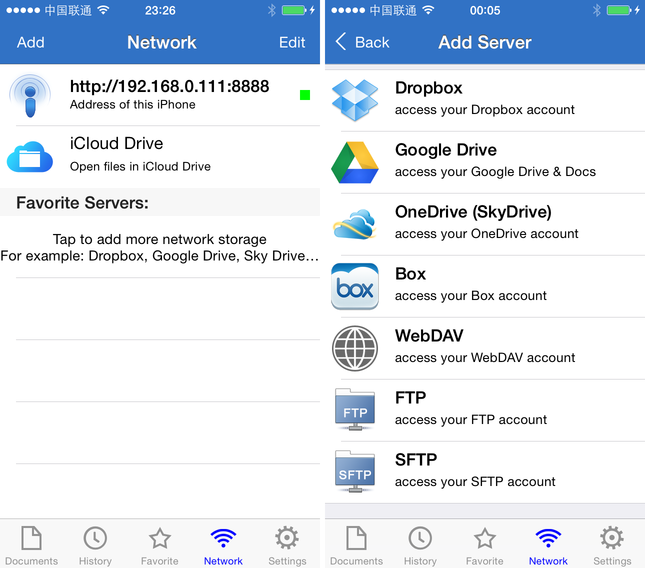 中国联通 23:26
Add Network Edit
http://192.168.0.111:8888
Address of this iPhone
iCloud Drive
Open files in iCloud Drive
Favorite Servers:
Tap to add more network storage
For example: Dropbox, Google Drive, Sky Drive…
Documents History Favorite Network Settings
中国联通 00:05
Back Add Server
Dropbox
access your Dropbox account
Google Drive
access your Google Drive & Docs
OneDrive (SkyDrive)
access your OneDrive account
box
Box
access your Box account
WebDAV
access your WebDAV account
FTP
FTP
access your FTP account
SFTP
SFTP
access your SFTP account
Documents History Favorite Network Settings